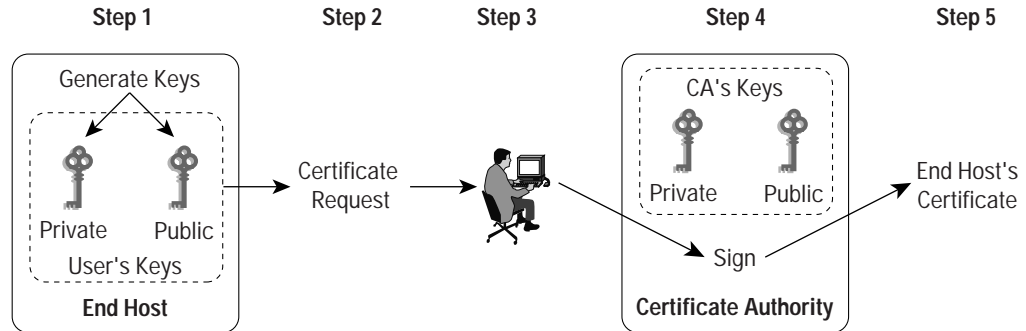 Step 1
Step 2
Step 3
Step 4
Step 5
Generate Keys
Private
Public
User's Keys
End Host
Certificate
Request
CA's Keys
Private
Public
Sign
Certificate Authority
End Host's
Certificate